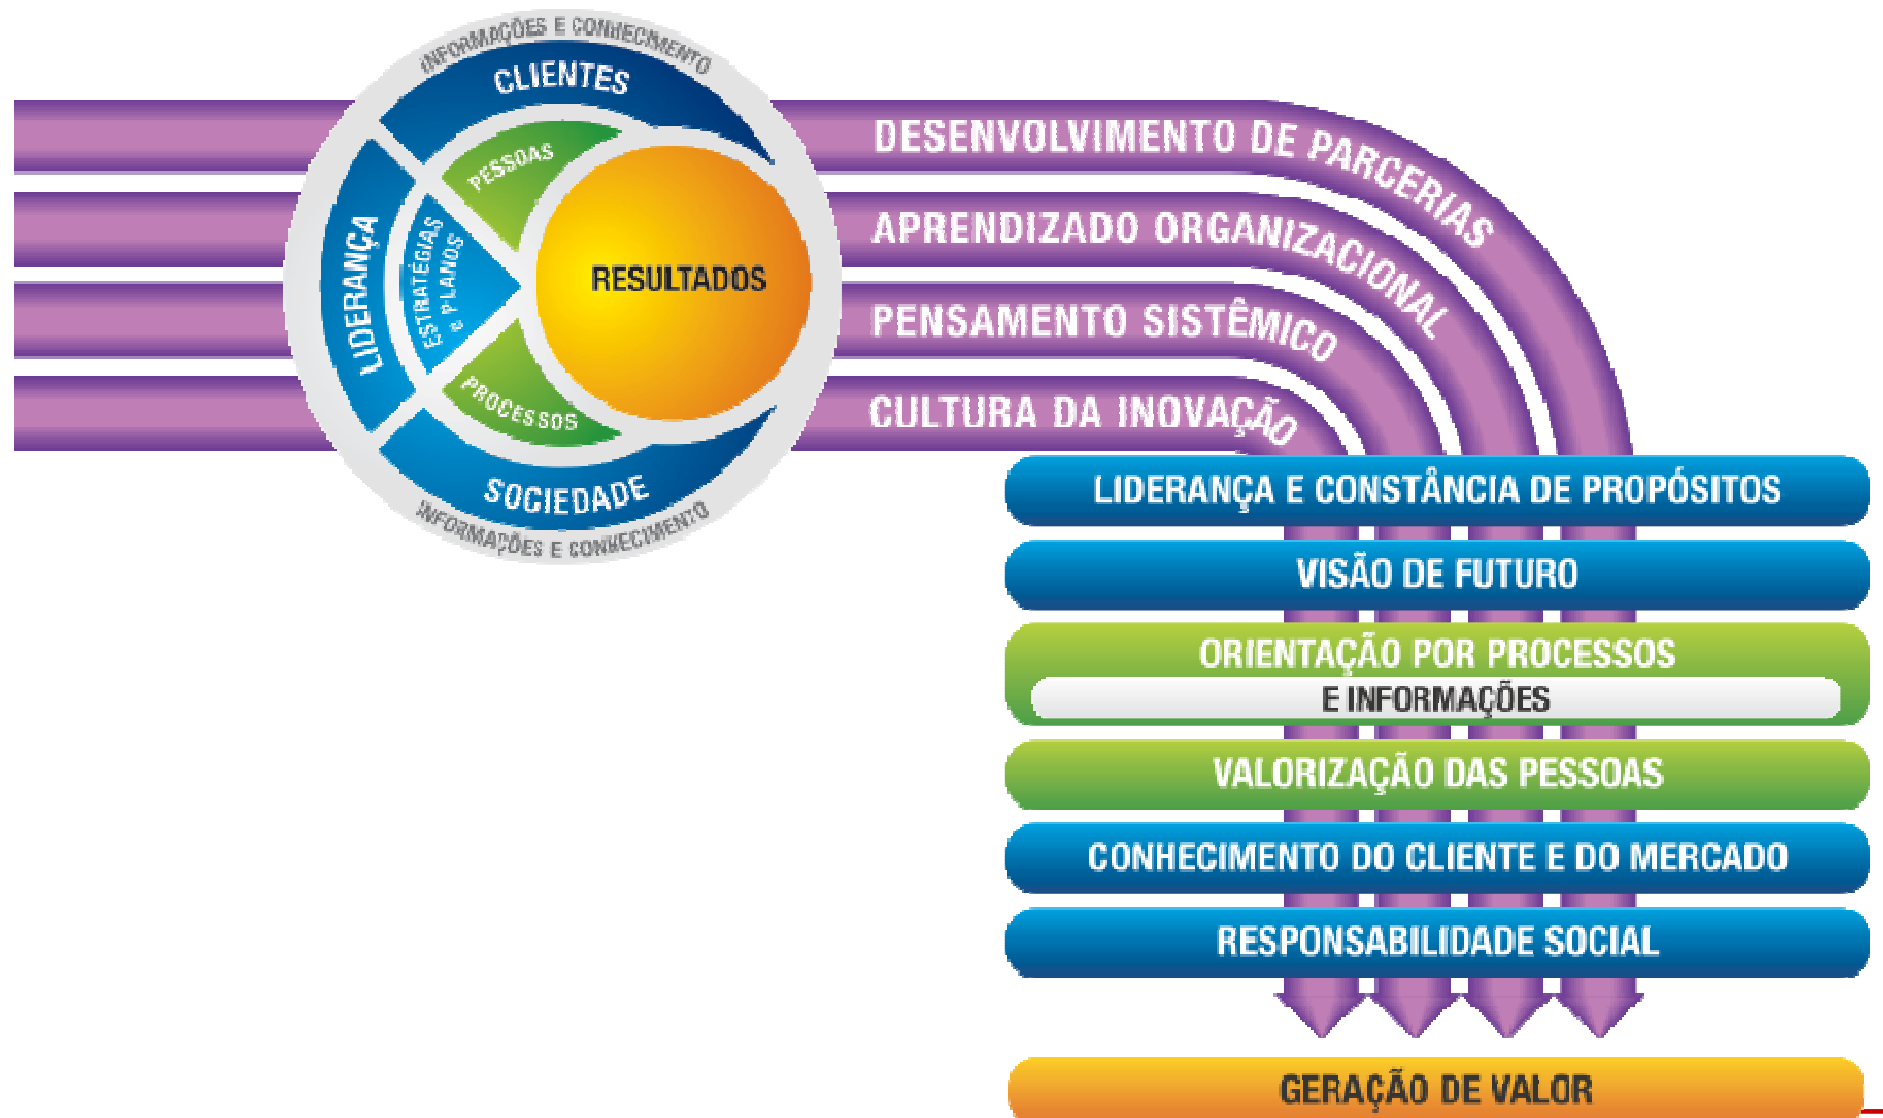 INFORMAÇÕES E CONHECIMENTO
CLIENTES
PESSOAS
LIDERANÇA
ESTRATÉGIAS
e PLANOS
RESULTADOS
PROCESSOS
SOCIEDADE
INFORMAÇÕES E CONHECIMENTO
DESENVOLVIMENTO DE PARCERIAS
APRENDIZADO ORGANIZACIONAL
PENSAMENTO SISTÊMICO
CULTURA DA INOVAÇÃO
LIDERANÇA E CONSTÂNCIA DE PROPÓSITOS
VISÃO DE FUTURO
ORIENTAÇÃO POR PROCESSOS
E INFORMAÇÕES
VALORIZAÇÃO DAS PESSOAS
CONHECIMENTO DO CLIENTE E DO MERCADO
RESPONSABILIDADE SOCIAL
GERAÇÃO DE VALOR